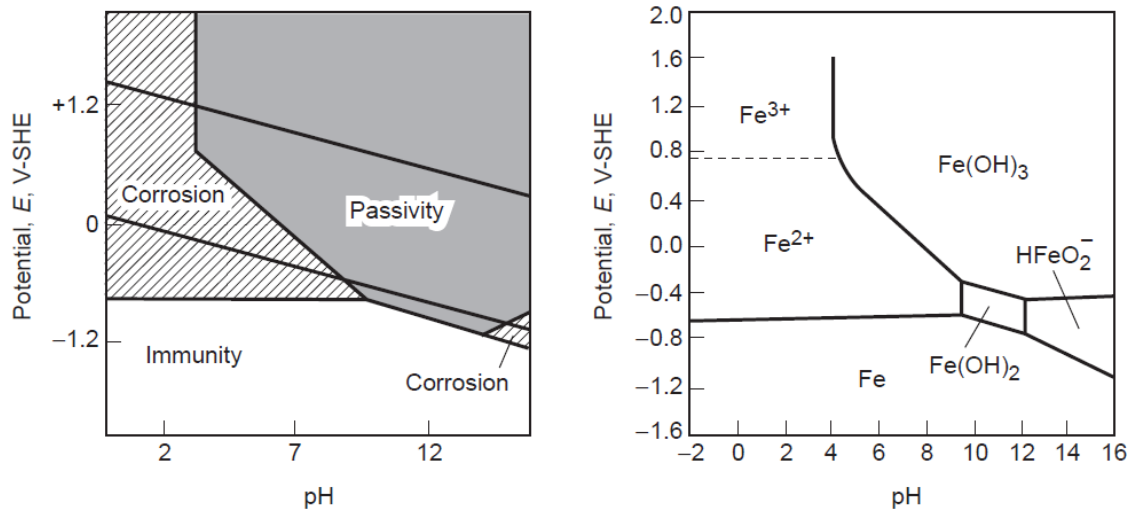 Potential, E, V-SHE
+1.2
0
−1.2
Corrosion
Passivity
Immunity
Corrosion
2 7 12
pH
Potential, E, V-SHE
2.0
1.6
1.2
0.8
0.4
0.0
−0.4
−0.8
−1.2
−1.6
Fe³⁺
Fe(OH)₃
Fe²⁺
HFeO₂⁻
Fe(OH)₂
Fe
−2 0 2 4 6 8 10 12 14 16
pH